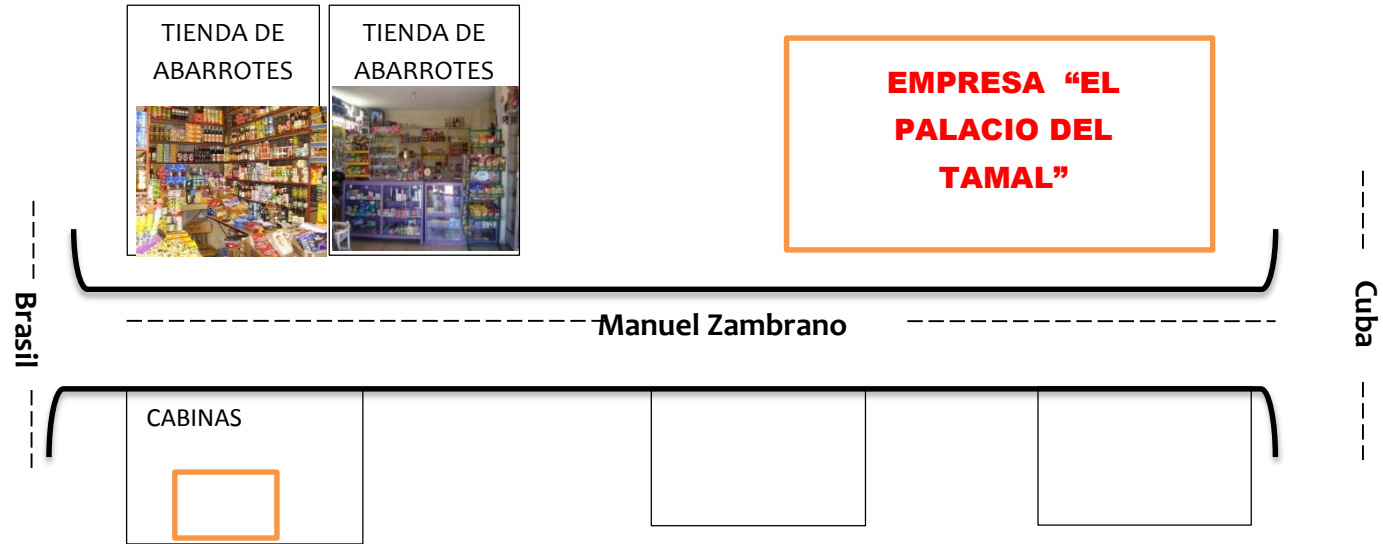 TIENDA DE
ABARROTES
TIENDA DE
ABARROTES
EMPRESA “EL
PALACIO DEL
TAMAL”
Brasil
Manuel Zambrano
Cuba
CABINAS